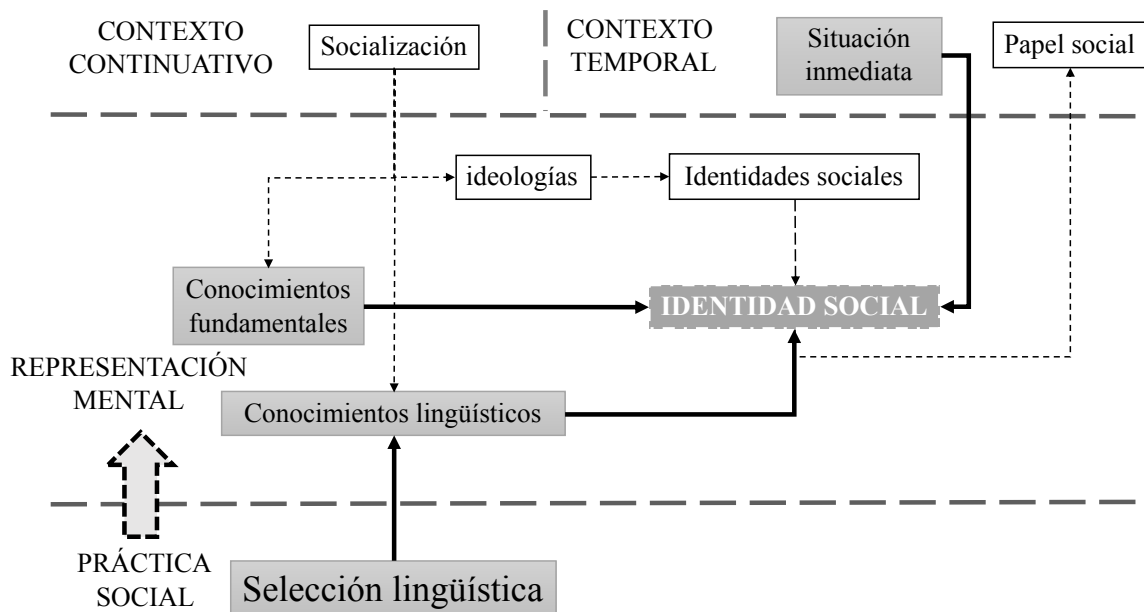 CONTEXTO
CONTINUATIVO
Socialización
CONTEXTO
TEMPORAL
Situación
inmediata
Papel social
ideologías
Identidades sociales
Conocimientos
fundamentales
IDENTIDAD SOCIAL
REPRESENTACIÓN
MENTAL
Conocimientos lingüísticos
PRÁCTICA
SOCIAL
Selección lingüística